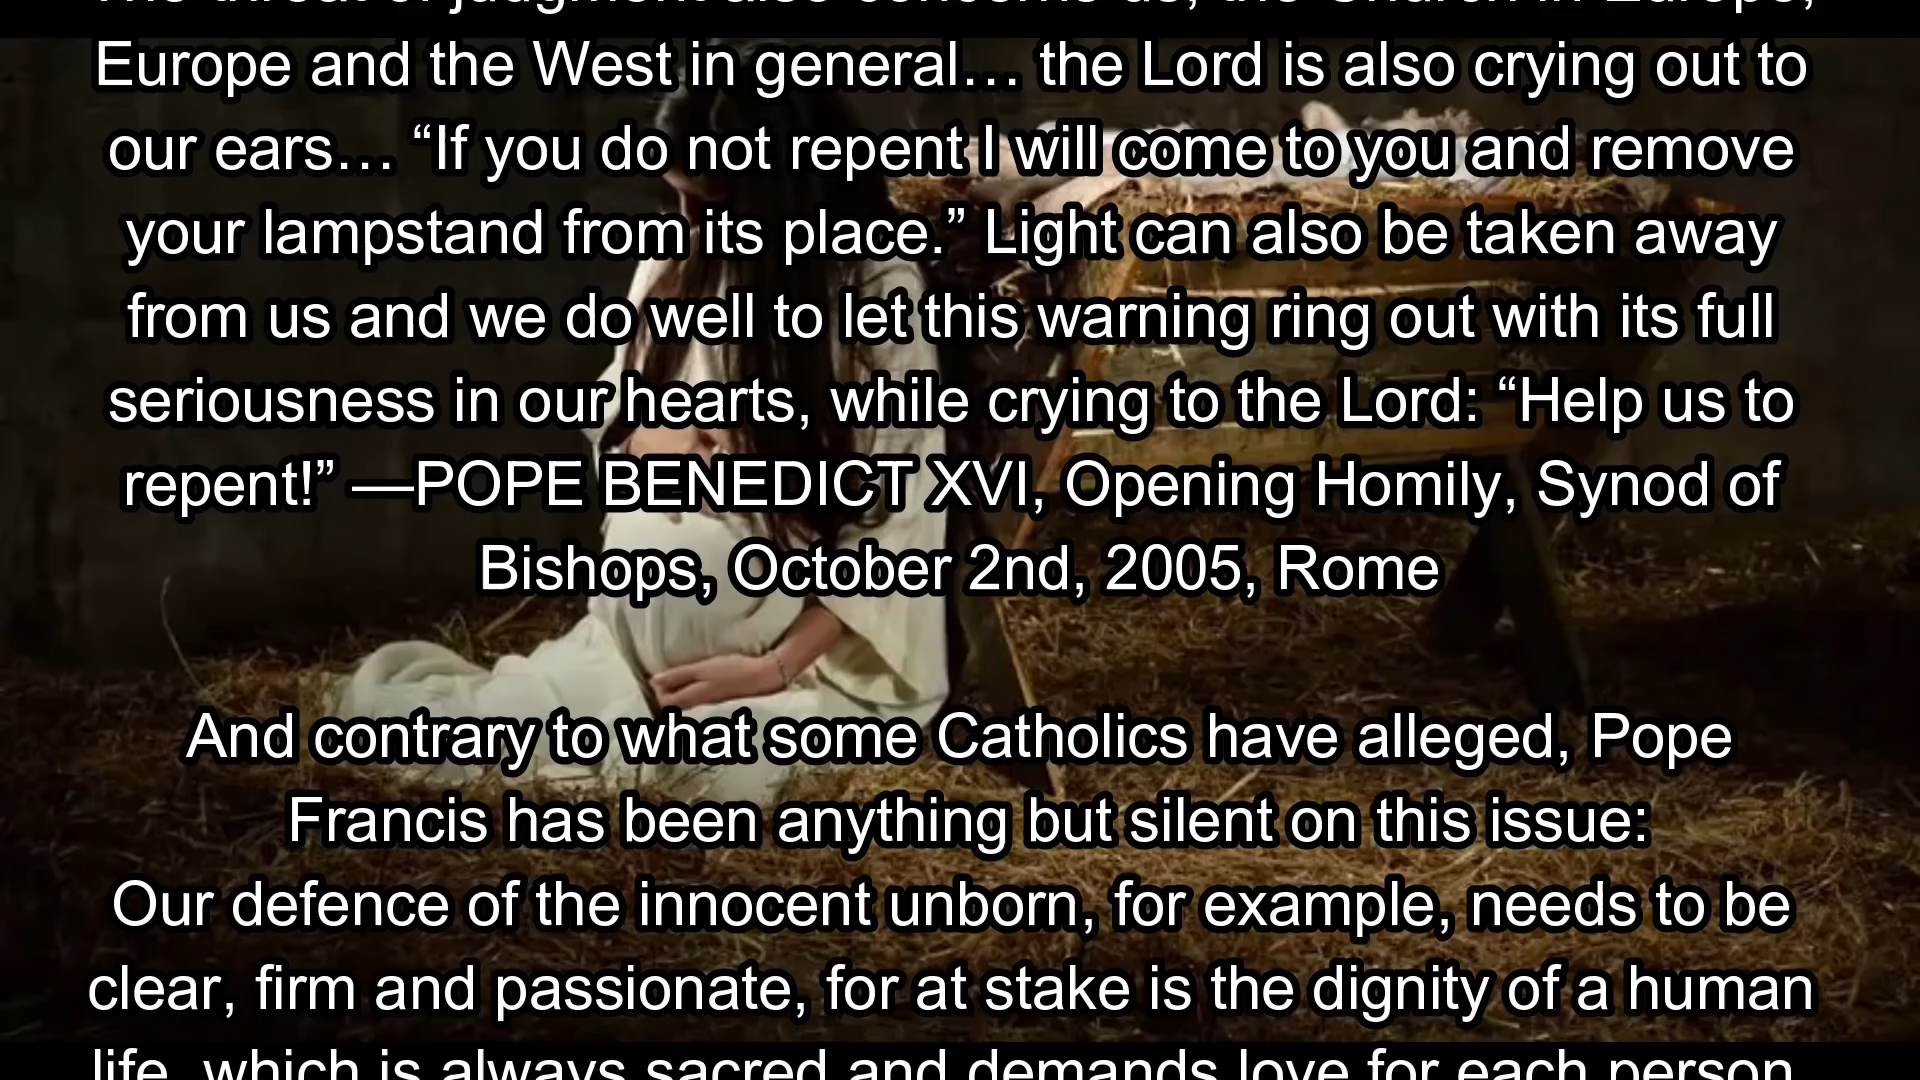 The threat of judgment also concerns us, the Church in Europe,
Europe and the West in general… the Lord is also crying out to
our ears… “If you do not repent I will come to you and remove
your lampstand from its place.” Light can also be taken away
from us and we do well to let this warning ring out with its full
seriousness in our hearts, while crying to the Lord: “Help us to
repent!” —POPE BENEDICT XVI, Opening Homily, Synod of
Bishops, October 2nd, 2005, Rome
And contrary to what some Catholics have alleged, Pope
Francis has been anything but silent on this issue:
Our defence of the innocent unborn, for example, needs to be
clear, firm and passionate, for at stake is the dignity of a human
life, which is always sacred and demands love for each person,